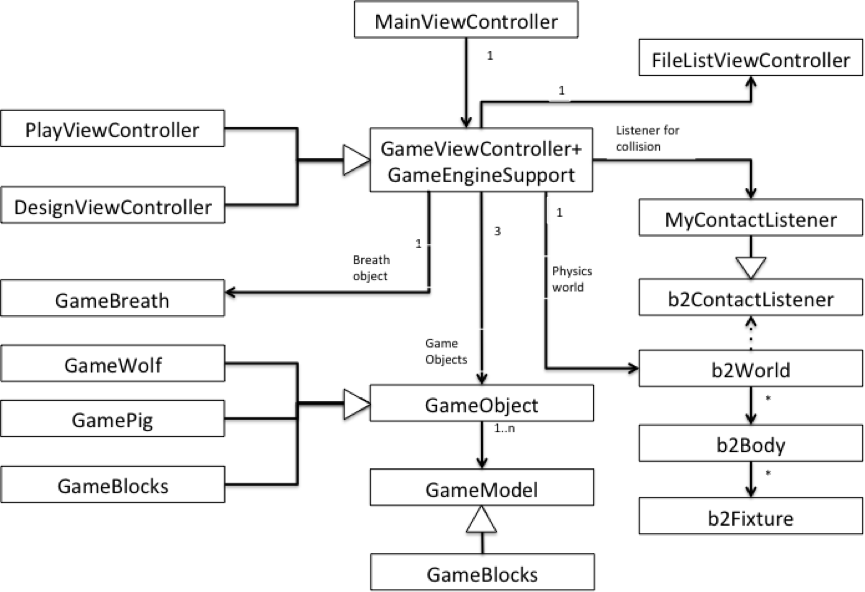 MainViewController
1
FileListViewController
1
PlayViewController
GameViewController+
GameEngineSupport
Listener for
collision
DesignViewController
MyContactListener
1
3
1
Breath
object
Physics
world
GameBreath
b2ContactListener
Game
Objects
GameWolf
b2World
GameObject
*
GamePig
1..n
b2Body
*
GameBlocks
GameModel
b2Fixture
GameBlocks